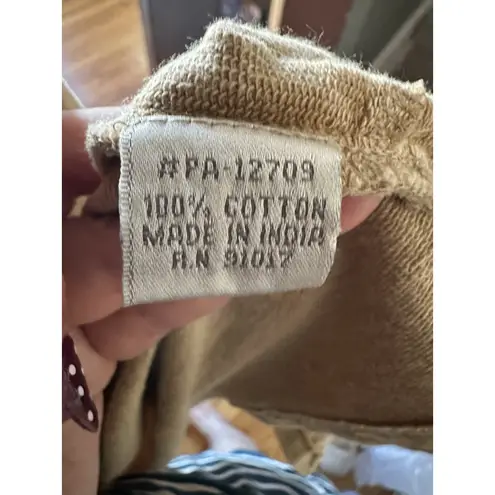 #PA-12709
100% COTTON
MADE IN INDIA
R.N 91017